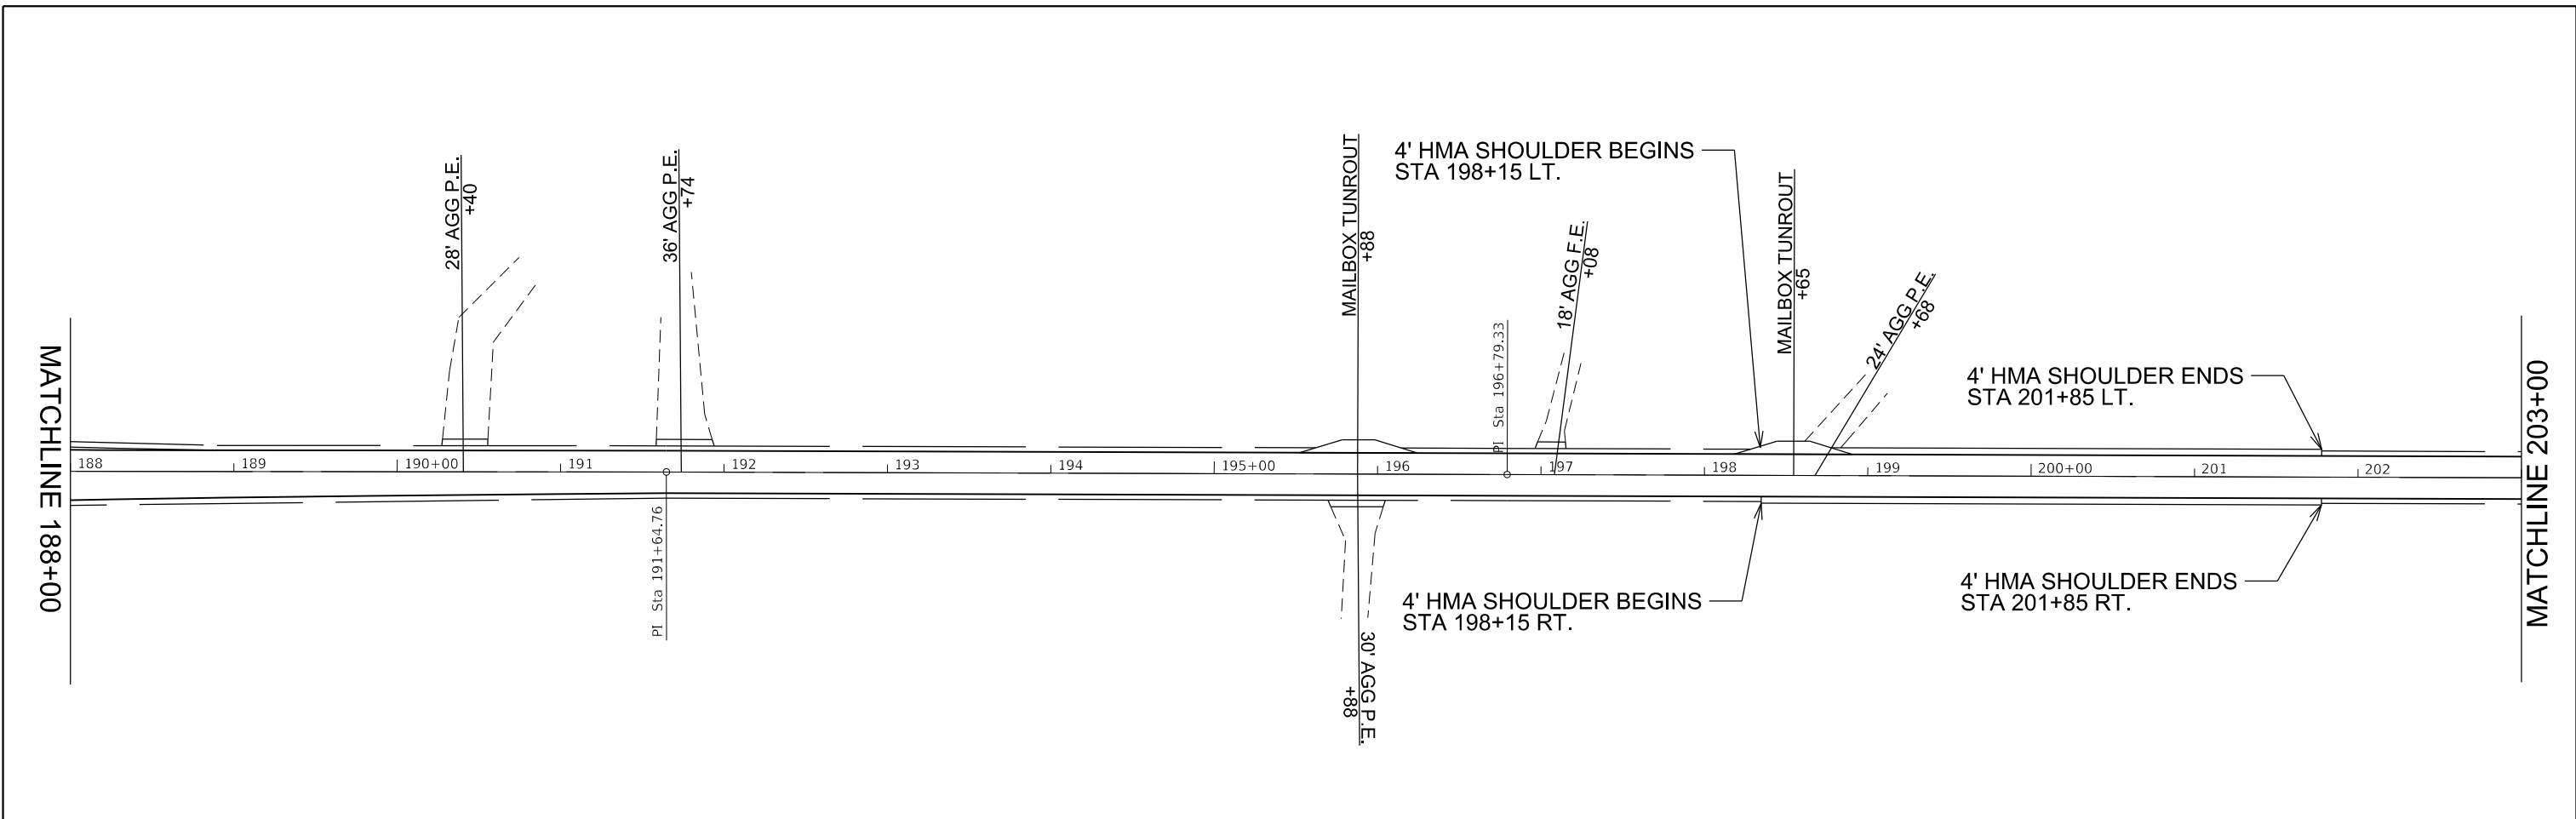 MATCHLINE 188+00
28' AGG P.E.
+40
36' AGG P.E.
+74
MAILBOX TUNROUT
+88
4' HMA SHOULDER BEGINS
STA 198+15 LT.
18' AGG F.E.
+08
MAILBOX TUNROUT
+65
24' AGG P.E.
+68
4' HMA SHOULDER ENDS
STA 201+85 LT.
PI Sta 196+79.33
188
189
190+00
191
192
193
194
195+00
196
197
198
199
200+00
201
202
PI Sta 191+64.76
30' AGG P.E.
+88
4' HMA SHOULDER BEGINS
STA 198+15 RT.
4' HMA SHOULDER ENDS
STA 201+85 RT.
MATCHLINE 203+00